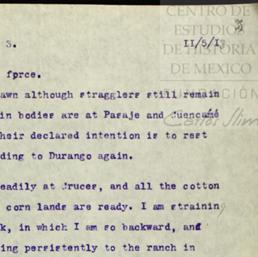 CENTRO DE
ESTUDIOS
DE HISTORIA
DE MEXICO
3. 11/5/13
force.
awn although stragglers still remain
in bodies are at Pasaje and Cuencamé
heir declared intention is to rest
ding to Durango again.
eadily at Cruces, and all the cotton
corn lands are ready. I am strainin
k, in which I am so backward, and
ing persistently to the ranch in